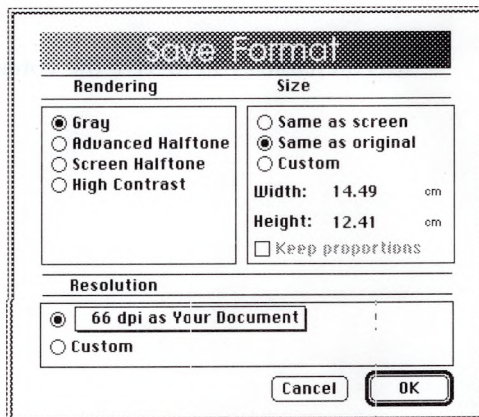 Save Format
Rendering
Size
Gray
Advanced Halftone
Screen Halftone
High Contrast
Same as screen
Same as original
Custom
Width: 14.49 cm
Height: 12.41 cm
Keep proportions
Resolution
66 dpi as Your Document
Custom
Cancel
OK